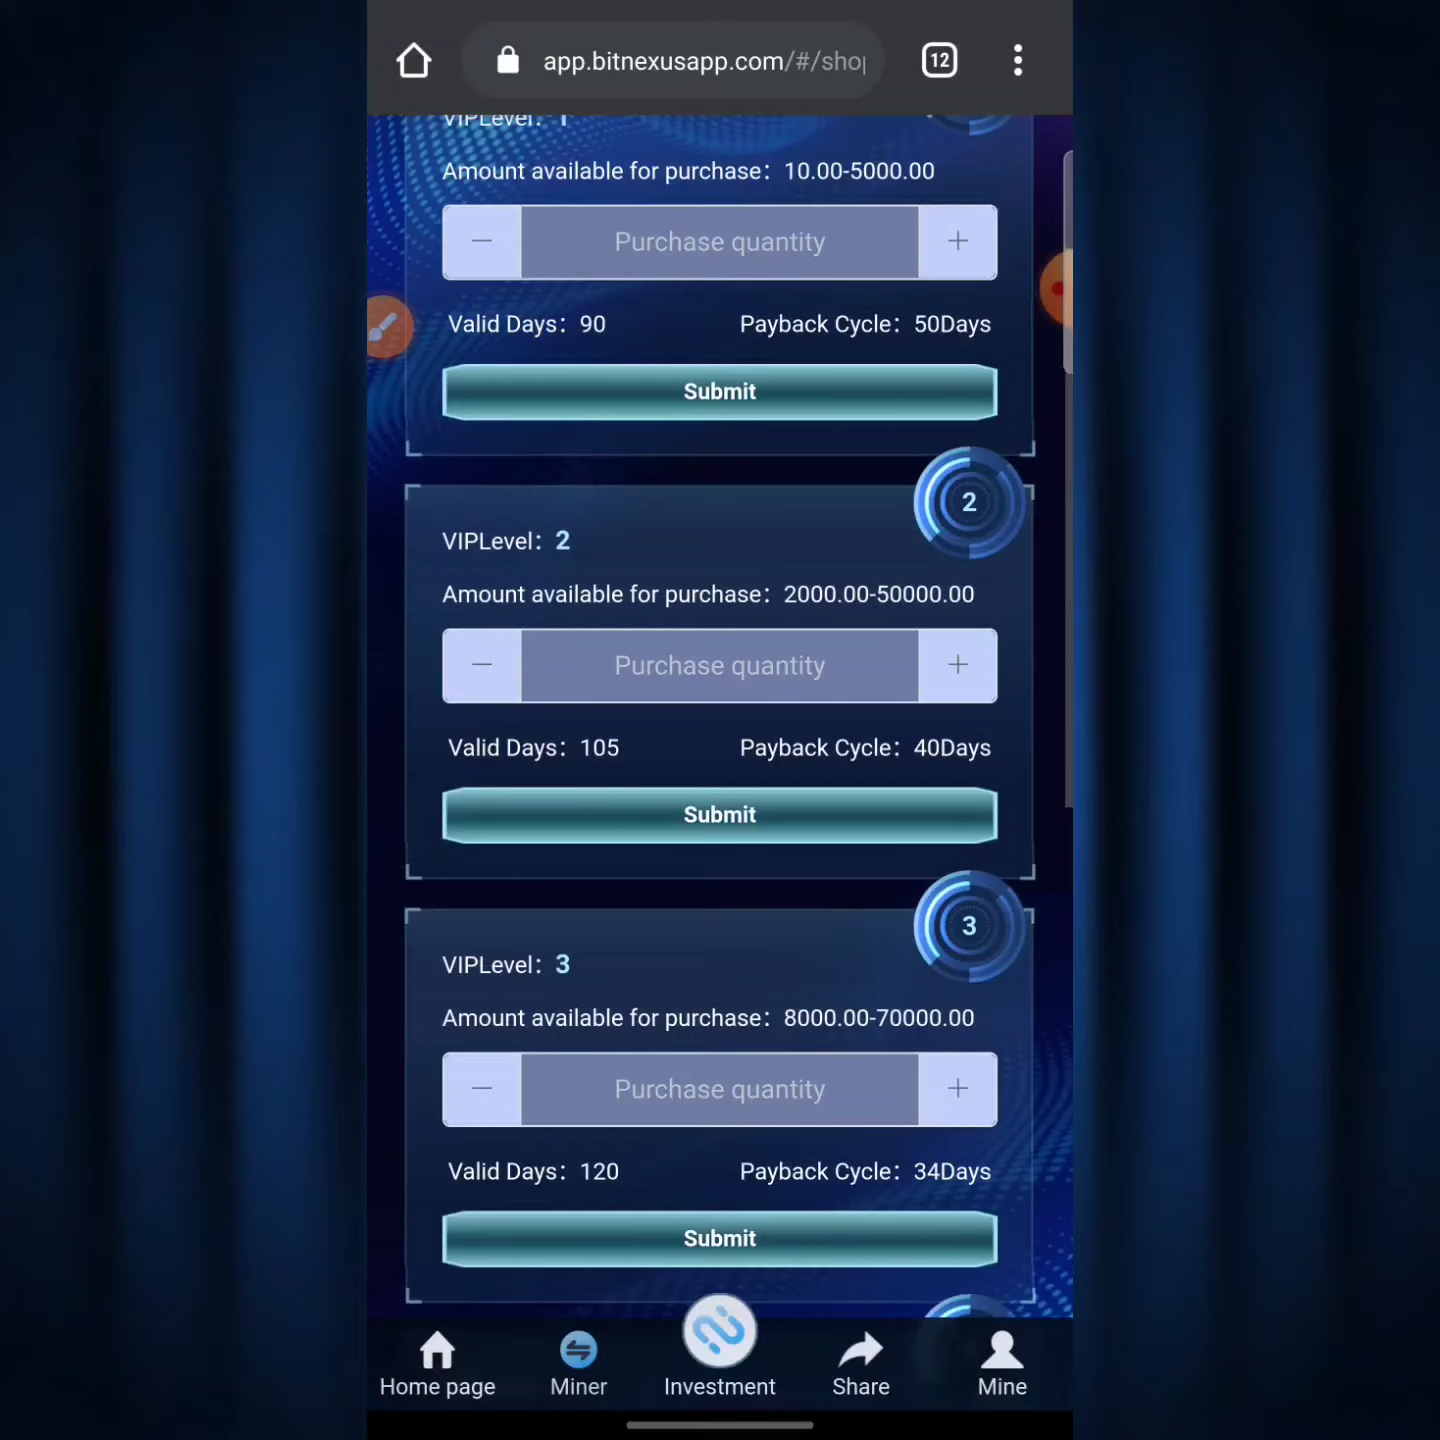 app.bitnexusapp.com/#/shop
12
VIPLevel: 1
Amount available for purchase: 10.00-5000.00
− Purchase quantity +
Valid Days: 90 Payback Cycle: 50Days
Submit
2
VIPLevel: 2
Amount available for purchase: 2000.00-50000.00
− Purchase quantity +
Valid Days: 105 Payback Cycle: 40Days
Submit
3
VIPLevel: 3
Amount available for purchase: 8000.00-70000.00
− Purchase quantity +
Valid Days: 120 Payback Cycle: 34Days
Submit
Home page Miner Investment Share Mine